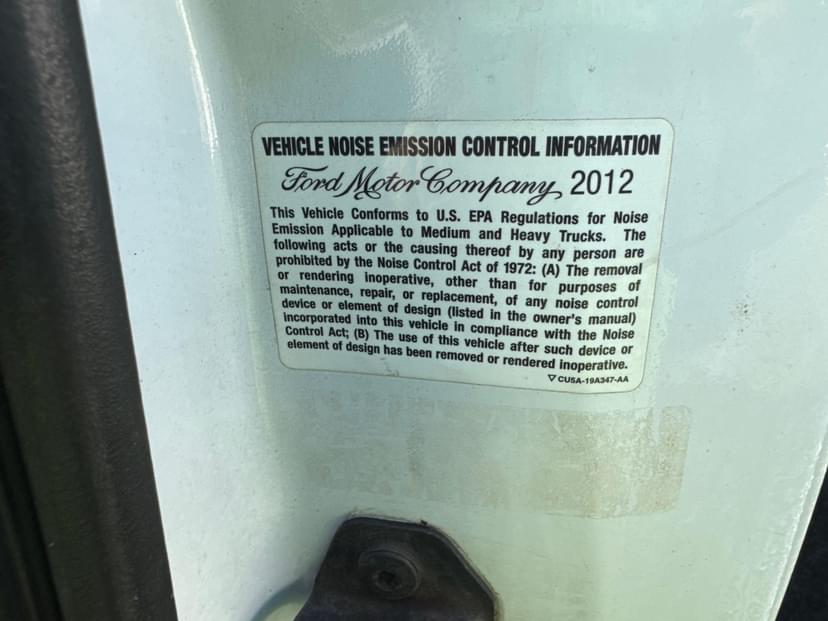 VEHICLE NOISE EMISSION CONTROL INFORMATION
Ford Motor Company 2012
This Vehicle Conforms to U.S. EPA Regulations for Noise
Emission Applicable to Medium and Heavy Trucks. The
following acts or the causing thereof by any person are
prohibited by the Noise Control Act of 1972: (A) The removal
or rendering inoperative, other than for purposes of
maintenance, repair, or replacement, of any noise control
device or element of design (listed in the owner's manual)
incorporated into this vehicle in compliance with the Noise
Control Act; (B) The use of this vehicle after such device or
element of design has been removed or rendered inoperative.
CU5A-19A347-AA